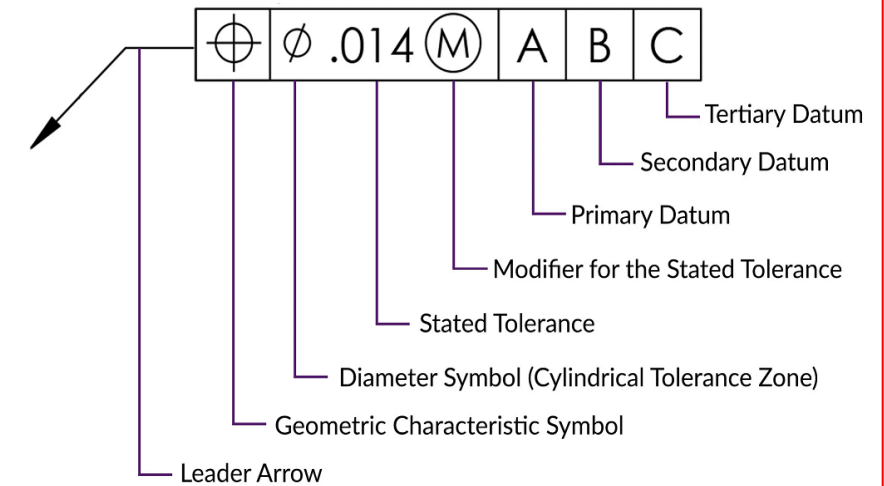 ⌖ ⌀ .014 Ⓜ A B C
Tertiary Datum
Secondary Datum
Primary Datum
Modifier for the Stated Tolerance
Stated Tolerance
Diameter Symbol (Cylindrical Tolerance Zone)
Geometric Characteristic Symbol
Leader Arrow